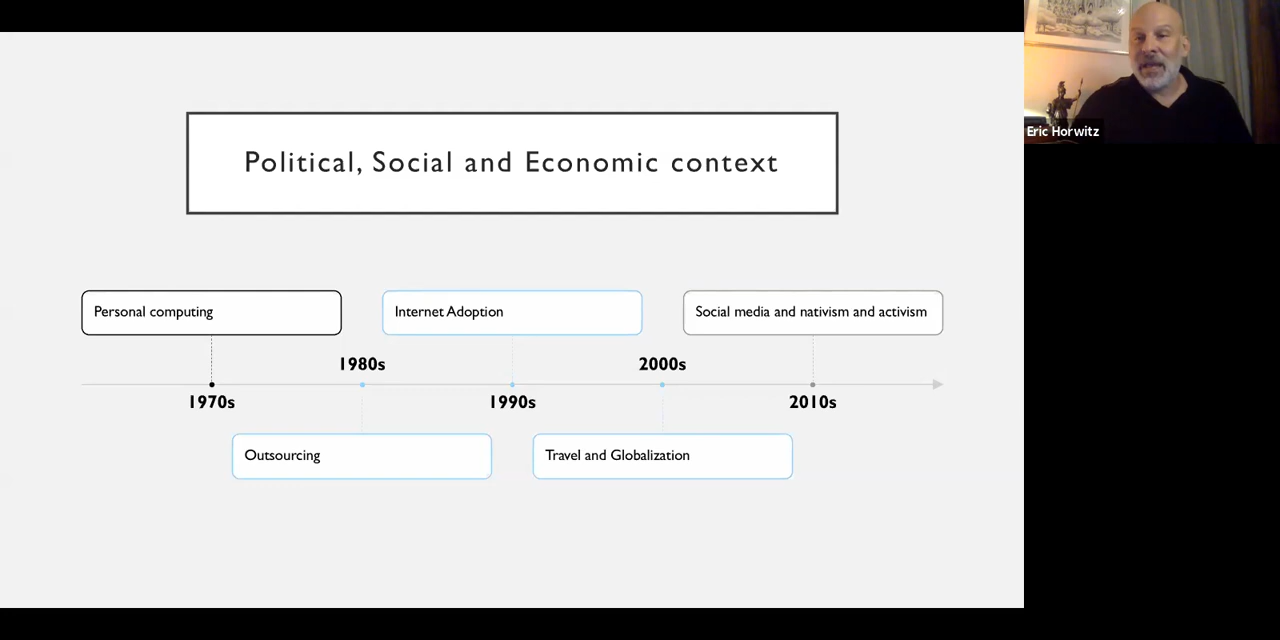 Political, Social and Economic context
Personal computing
Internet Adoption
Social media and nativism and activism
1980s
2000s
1970s
1990s
2010s
Outsourcing
Travel and Globalization
Eric Horwitz